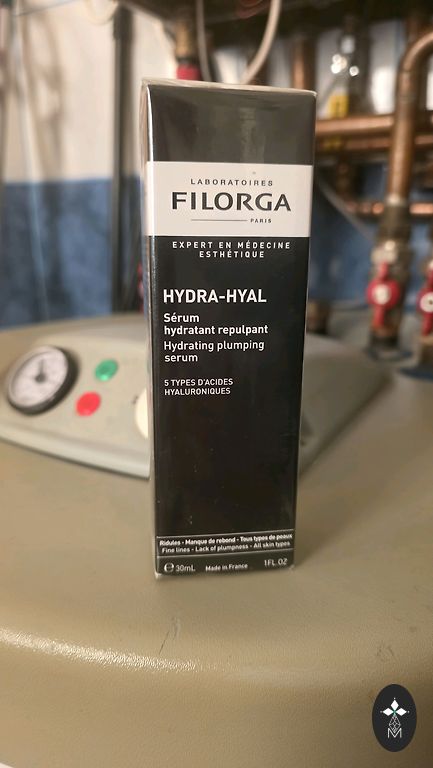 LABORATOIRES
FILORGA
PARIS
EXPERT EN MÉDECINE
ESTHÉTIQUE
HYDRA-HYAL
Sérum
hydratant repulpant
Hydrating plumping
serum
5 TYPES D'ACIDES
HYALURONIQUES
Ridules - Manque de rebond - Tous types de peaux
Fine lines - Lack of plumpness - All skin types
℮30mL Made in France 1FL.OZ
M